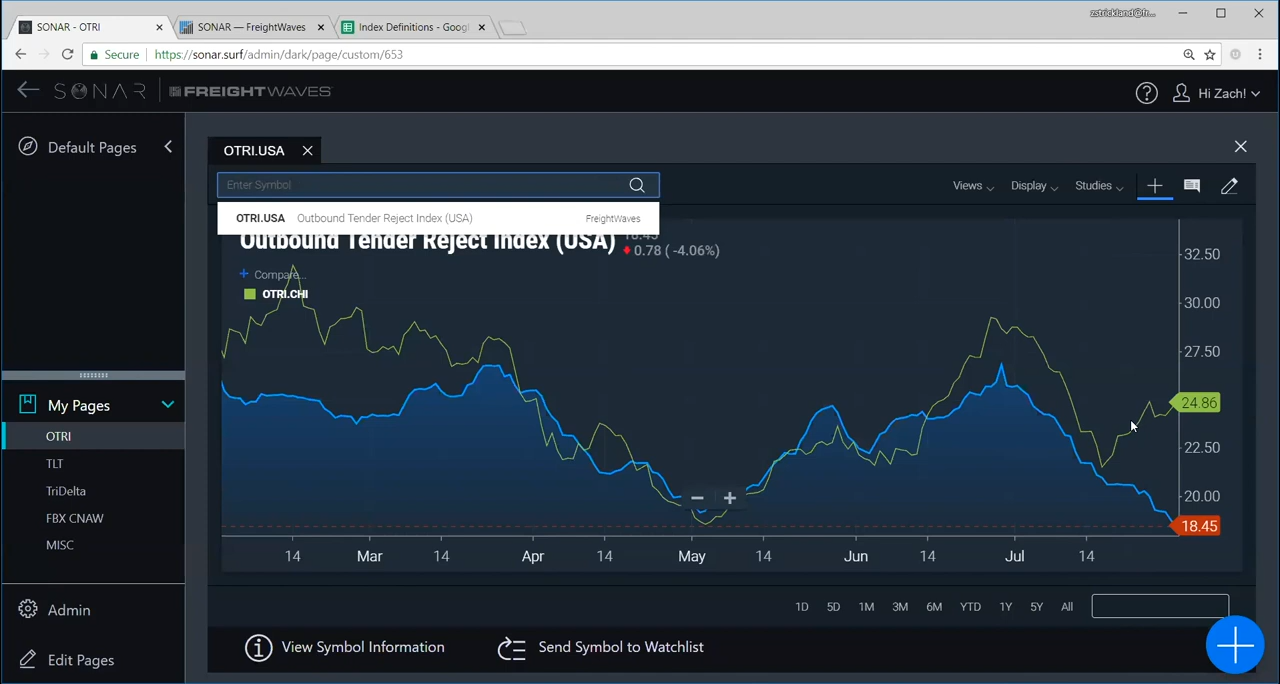 zstrickland@fr...
SONAR - OTRI
SONAR — FreightWaves
Index Definitions - Goog
Secure
https://sonar.surf/admin/dark/page/custom/653
SONAR
FREIGHTWAVES
Hi Zach!
Default Pages
OTRI.USA
Enter Symbol
Views
Display
Studies
OTRI.USA Outbound Tender Reject Index (USA) FreightWaves
Outbound Tender Reject Index (USA)
18.45
0.78 ( -4.06%)
+ Compare...
OTRI.CHI
32.50
30.00
27.50
24.86
22.50
20.00
18.45
14 Mar 14 Apr 14 May 14 Jun 14 Jul 14
My Pages
OTRI
TLT
TriDelta
FBX CNAW
MISC
Admin
Edit Pages
1D 5D 1M 3M 6M YTD 1Y 5Y All
View Symbol Information
Send Symbol to Watchlist